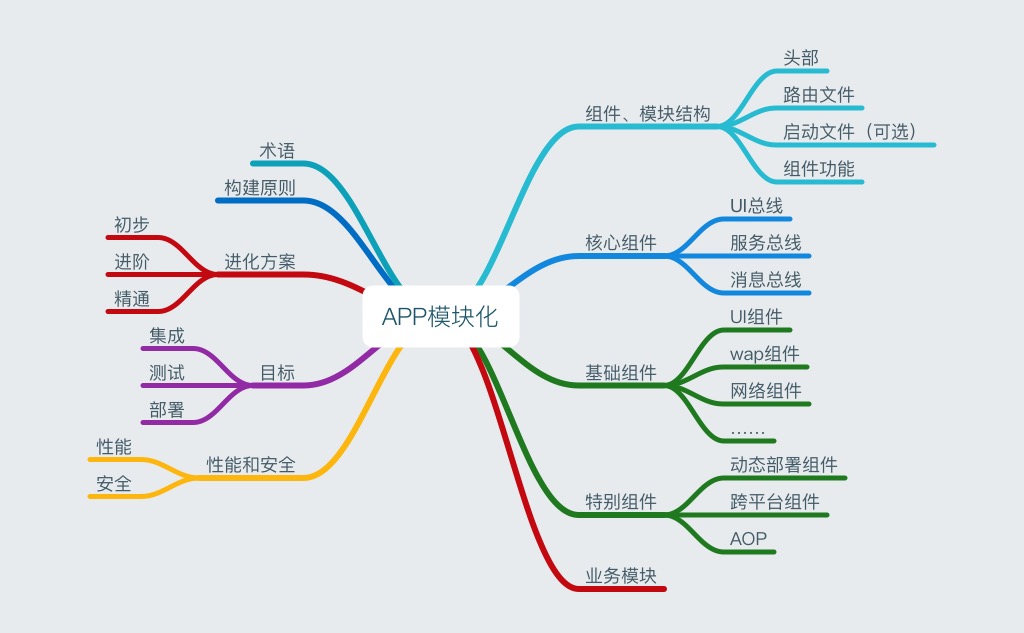 APP模块化
组件、模块结构
头部
路由文件
启动文件（可选）
组件功能
核心组件
UI总线
服务总线
消息总线
基础组件
UI组件
wap组件
网络组件
……
特别组件
动态部署组件
跨平台组件
AOP
业务模块
术语
构建原则
进化方案
初步
进阶
精通
目标
集成
测试
部署
性能和安全
性能
安全